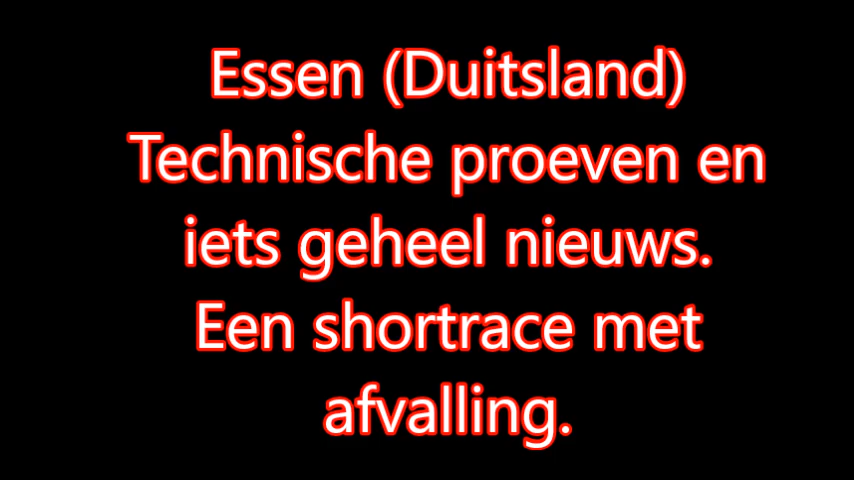 Essen (Duitsland)
Technische proeven en
iets geheel nieuws.
Een shortrace met
afvalling.